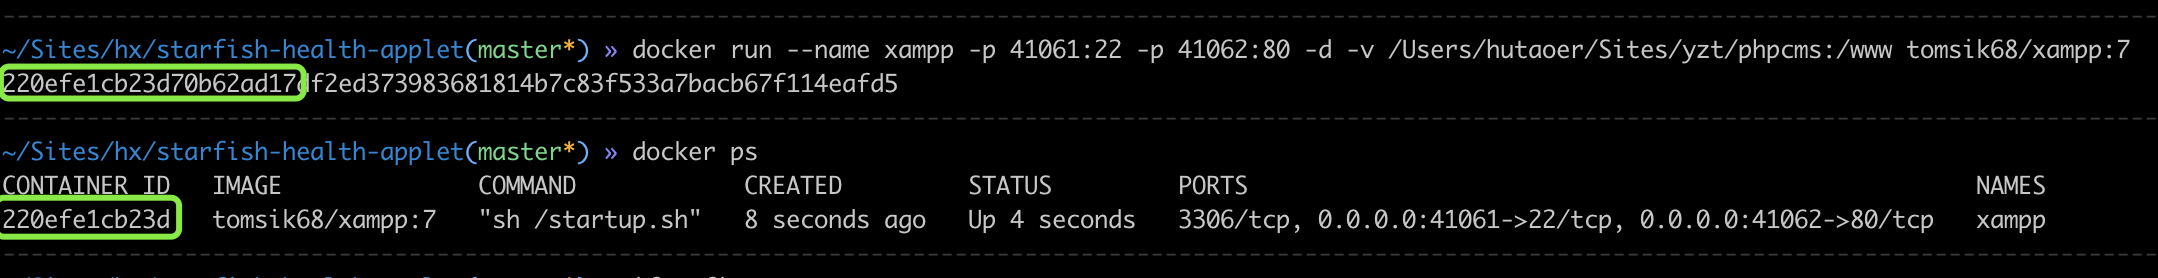 ~/Sites/hx/starfish-health-applet(master*) » docker run --name xampp -p 41061:22 -p 41062:80 -d -v /Users/hutaoer/Sites/yzt/phpcms:/www tomsik68/xampp:7
220efe1cb23d70b62ad17df2ed373983681814b7c83f533a7bacb67f114eafd5
~/Sites/hx/starfish-health-applet(master*) » docker ps
CONTAINER ID IMAGE COMMAND CREATED STATUS PORTS NAMES
220efe1cb23d tomsik68/xampp:7 "sh /startup.sh" 8 seconds ago Up 4 seconds 3306/tcp, 0.0.0.0:41061->22/tcp, 0.0.0.0:41062->80/tcp xampp